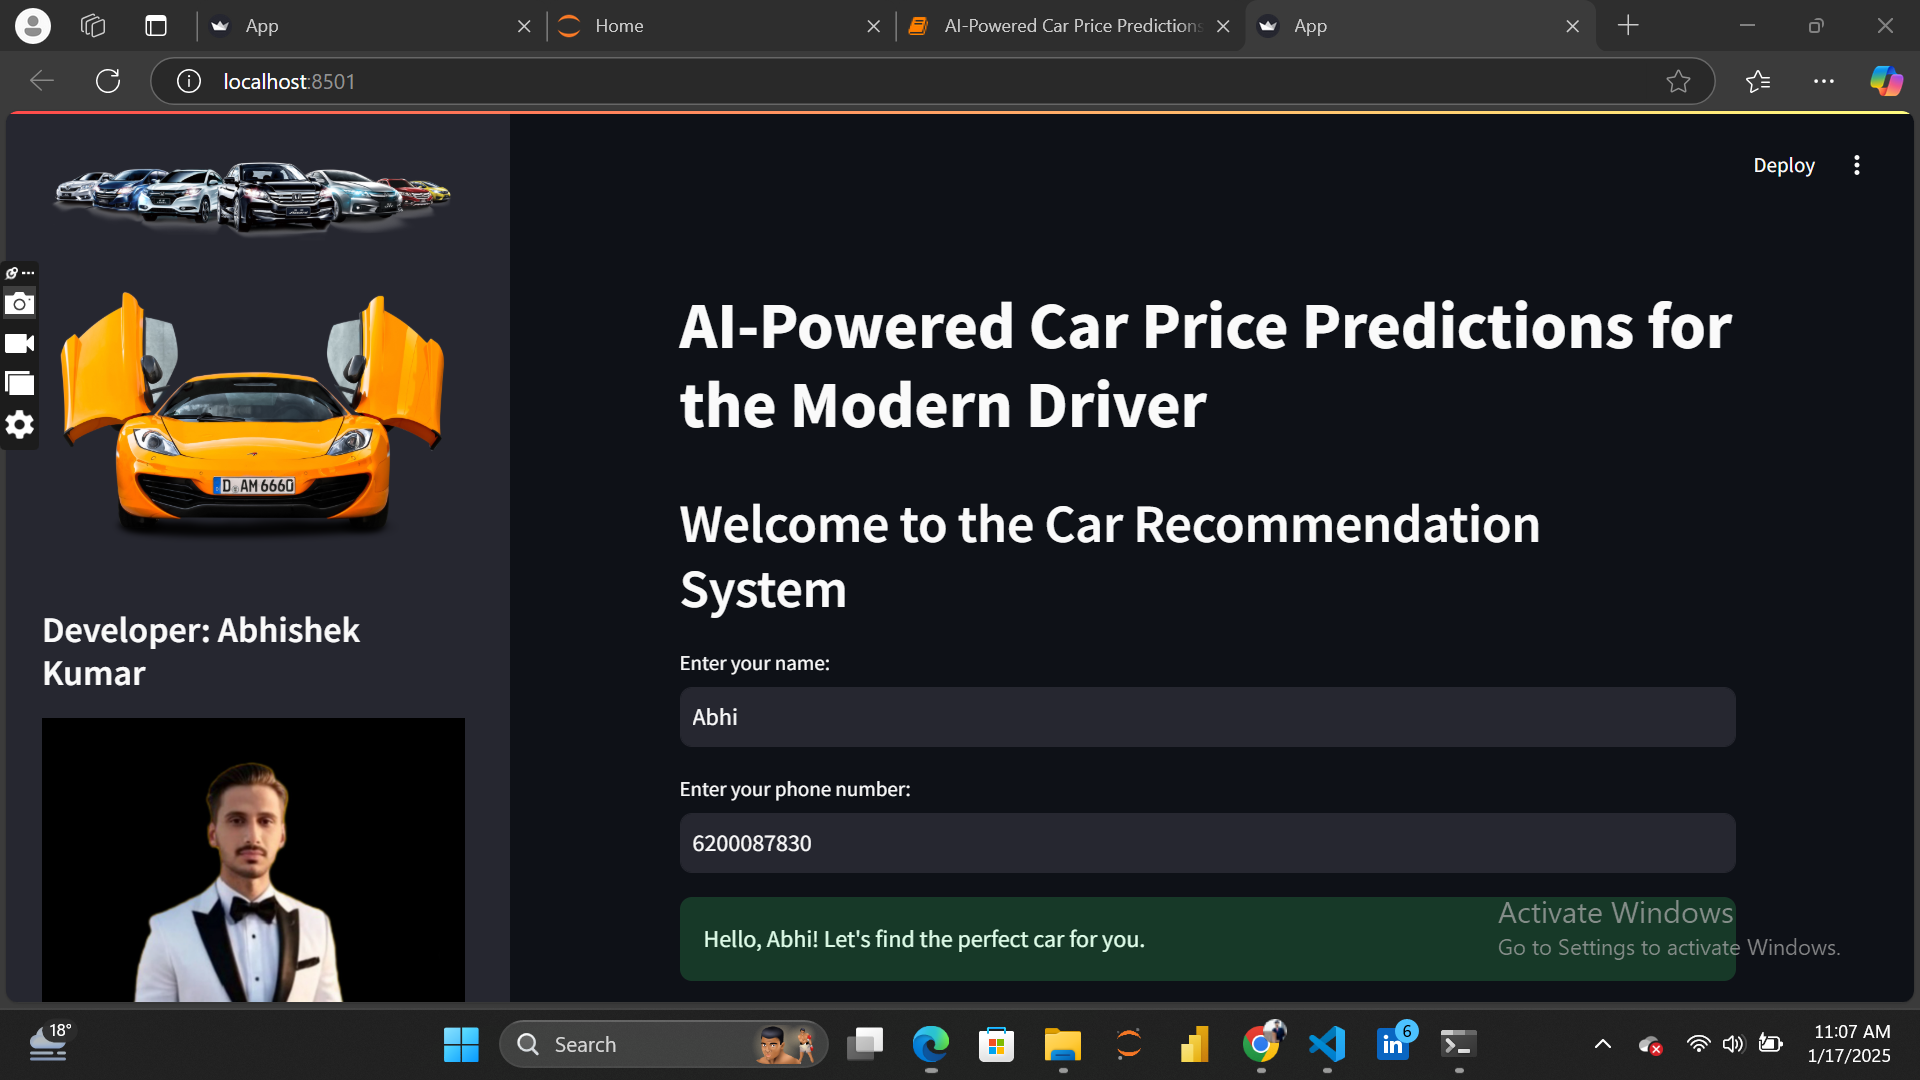 App
Home
AI-Powered Car Price Predictions
App
localhost:8501
Deploy
D AM 6660
Developer: Abhishek
Kumar
AI-Powered Car Price Predictions for
the Modern Driver
Welcome to the Car Recommendation
System
Enter your name:
Abhi
Enter your phone number:
6200087830
Hello, Abhi! Let's find the perfect car for you.
Activate Windows
Go to Settings to activate Windows.
18°
Search
in
6
11:07 AM
1/17/2025